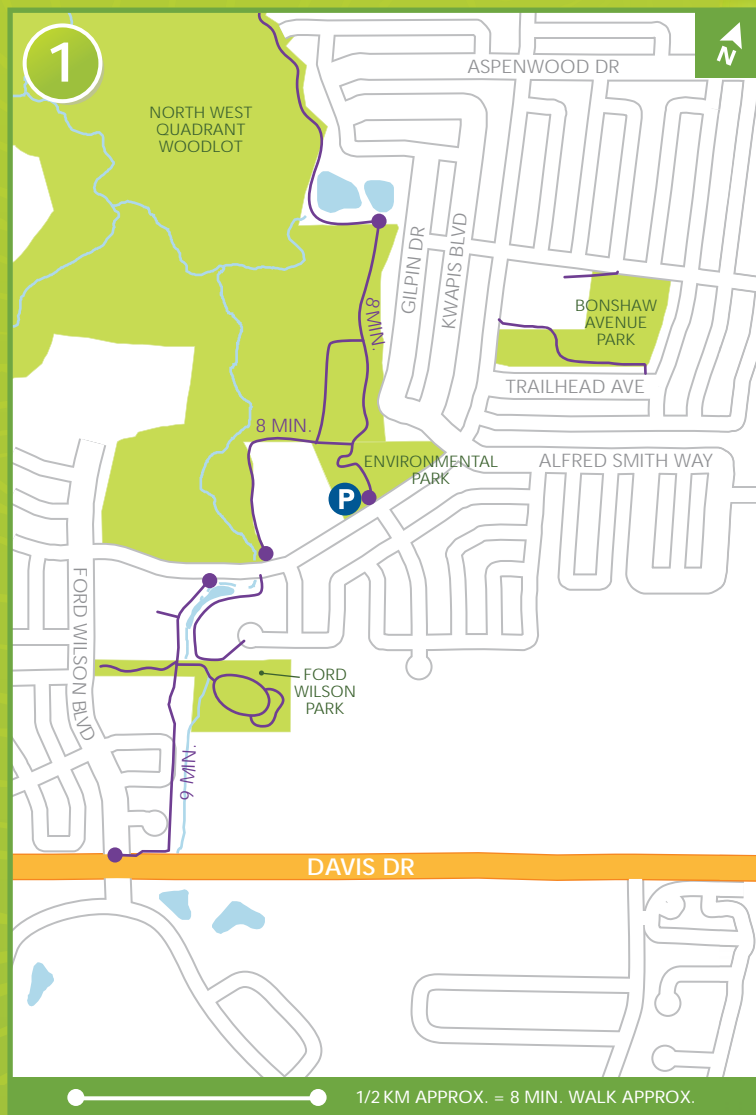 1
N
ASPENWOOD DR
NORTH WEST
QUADRANT
WOODLOT
GILPIN DR
KWAPIS BLVD
8 MIN.
BONSHAW
AVENUE
PARK
TRAILHEAD AVE
8 MIN.
ENVIRONMENTAL
PARK
ALFRED SMITH WAY
P
FORD WILSON BLVD
FORD
WILSON
PARK
9 MIN.
DAVIS DR
1/2 KM APPROX. = 8 MIN. WALK APPROX.